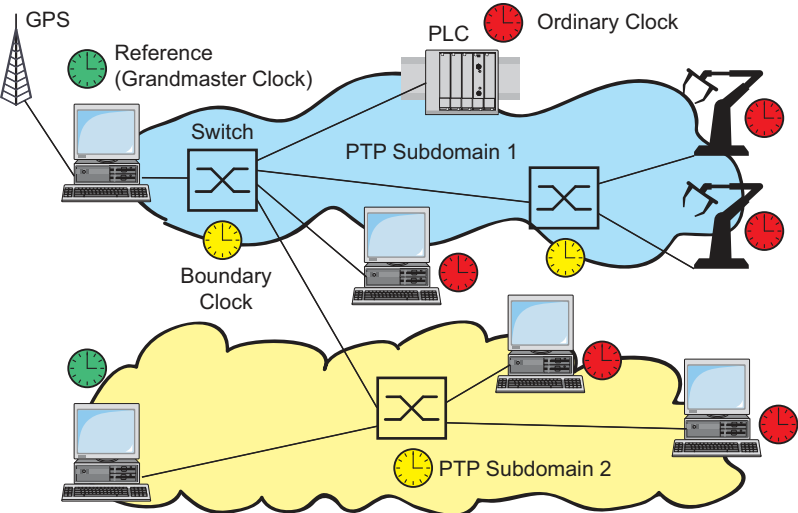 GPS
Reference
(Grandmaster Clock)
PLC
Ordinary Clock
Switch
PTP Subdomain 1
Boundary
Clock
PTP Subdomain 2